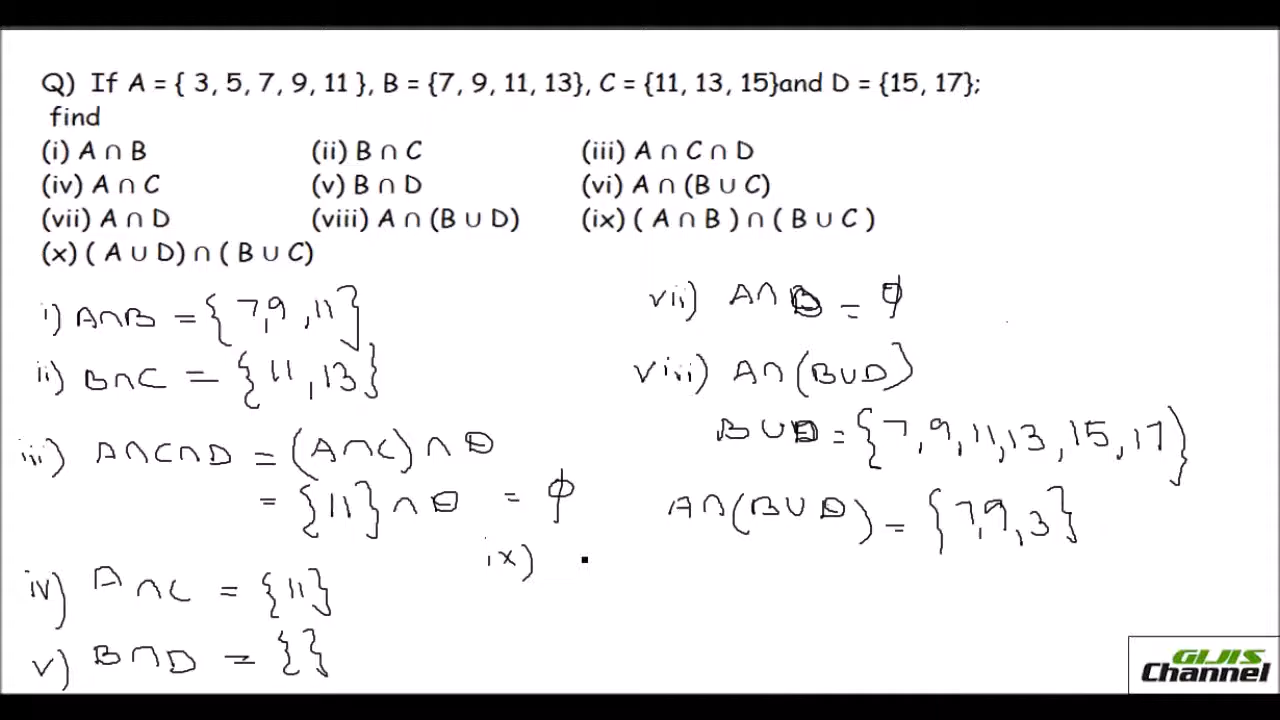 Q) If A = { 3, 5, 7, 9, 11 }, B = {7, 9, 11, 13}, C = {11, 13, 15}and D = {15, 17};
find
(i) A ∩ B (ii) B ∩ C (iii) A ∩ C ∩ D
(iv) A ∩ C (v) B ∩ D (vi) A ∩ (B ∪ C)
(vii) A ∩ D (viii) A ∩ (B ∪ D) (ix) ( A ∩ B ) ∩ ( B ∪ C )
(x) ( A ∪ D) ∩ ( B ∪ C)
i) A∩B = { 7,9 ,11}
ii) B∩C = {11 ,13}
iii) A∩C∩D = (A∩C) ∩ D
= {11} ∩ D = φ
iv) A∩C = {11}
v) B∩D = { }
vii) A∩D = φ
viii) A∩(B∪D)
B∪D = {7,9,11,13,15,17}
A∩(B∪D) = {7,9,3}
ix)
GIJIS
Channel